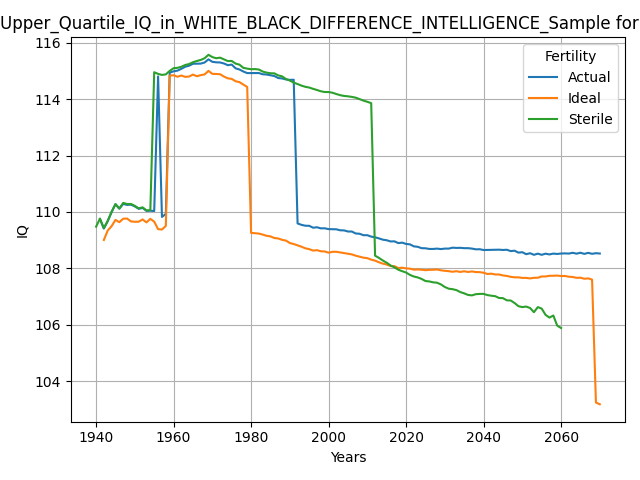 Upper_Quartile_IQ_in_WHITE_BLACK_DIFFERENCE_INTELLIGENCE_Sample for
116
114
112
110
108
106
104
IQ
Fertility
Actual
Ideal
Sterile
1940
1960
1980
2000
2020
2040
2060
Years